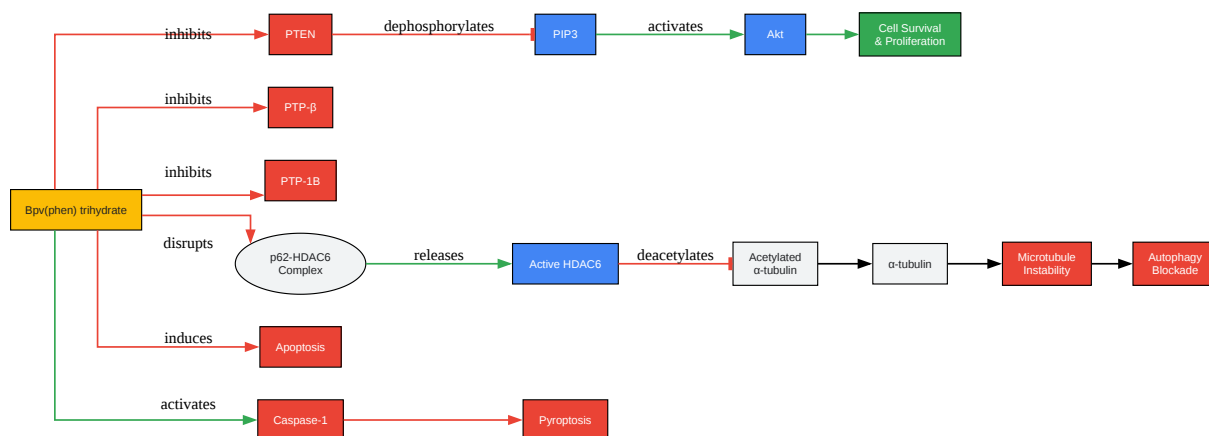 inhibits
PTEN
dephosphorylates
PIP3
activates
Akt
Cell Survival
& Proliferation
inhibits
PTP-β
inhibits
PTP-1B
Bpv(phen) trihydrate
disrupts
p62-HDAC6
Complex
releases
Active HDAC6
deacetylates
Acetylated
α-tubulin
α-tubulin
Microtubule
Instability
Autophagy
Blockade
induces
Apoptosis
activates
Caspase-1
Pyroptosis